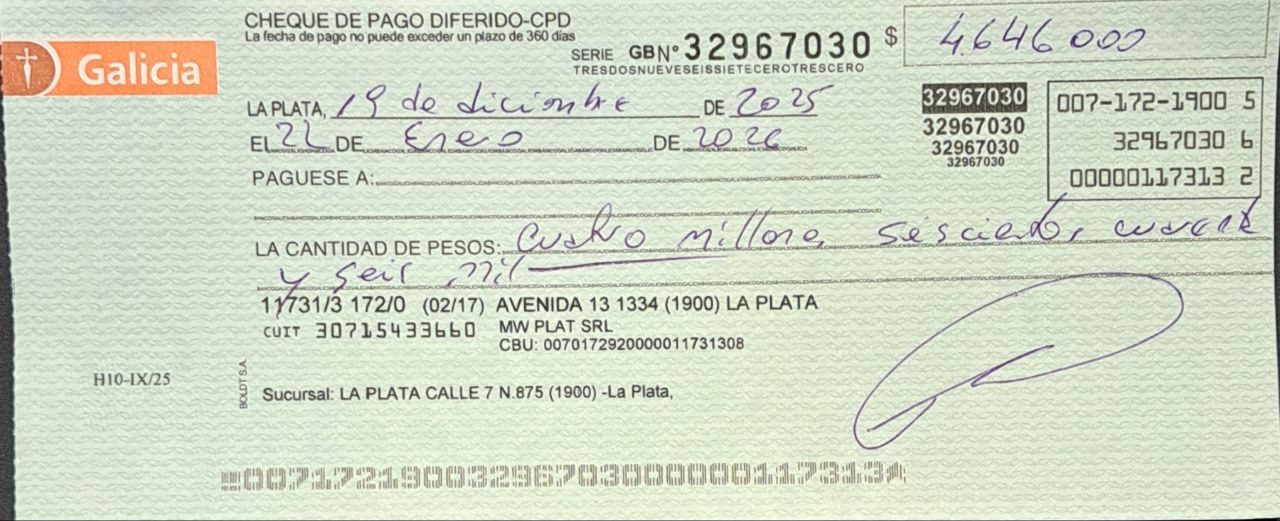 CHEQUE DE PAGO DIFERIDO-CPD
La fecha de pago no puede exceder un plazo de 360 días
SERIE GB Nº 32967030 $ 4.646 000
TRESDOSNUEVESEISSIETECEROTRESCERO
Galicia
LA PLATA, 19 de diciembre DE 2025
EL 22 DE Enero DE 2026
32967030
32967030
32967030
32967030
007-172-1900 5
32967030 6
00000117313 2
PAGUESE A:
LA CANTIDAD DE PESOS: cuatro millones seiscientos cuarenta
y seis mil
11731/3 172/0 (02/17) AVENIDA 13 1334 (1900) LA PLATA
CUIT 30715433660 MW PLAT SRL
CBU: 0070172920000011731308
H10-IX/25
BOLDT S.A.
Sucursal: LA PLATA CALLE 7 N.875 (1900) -La Plata,